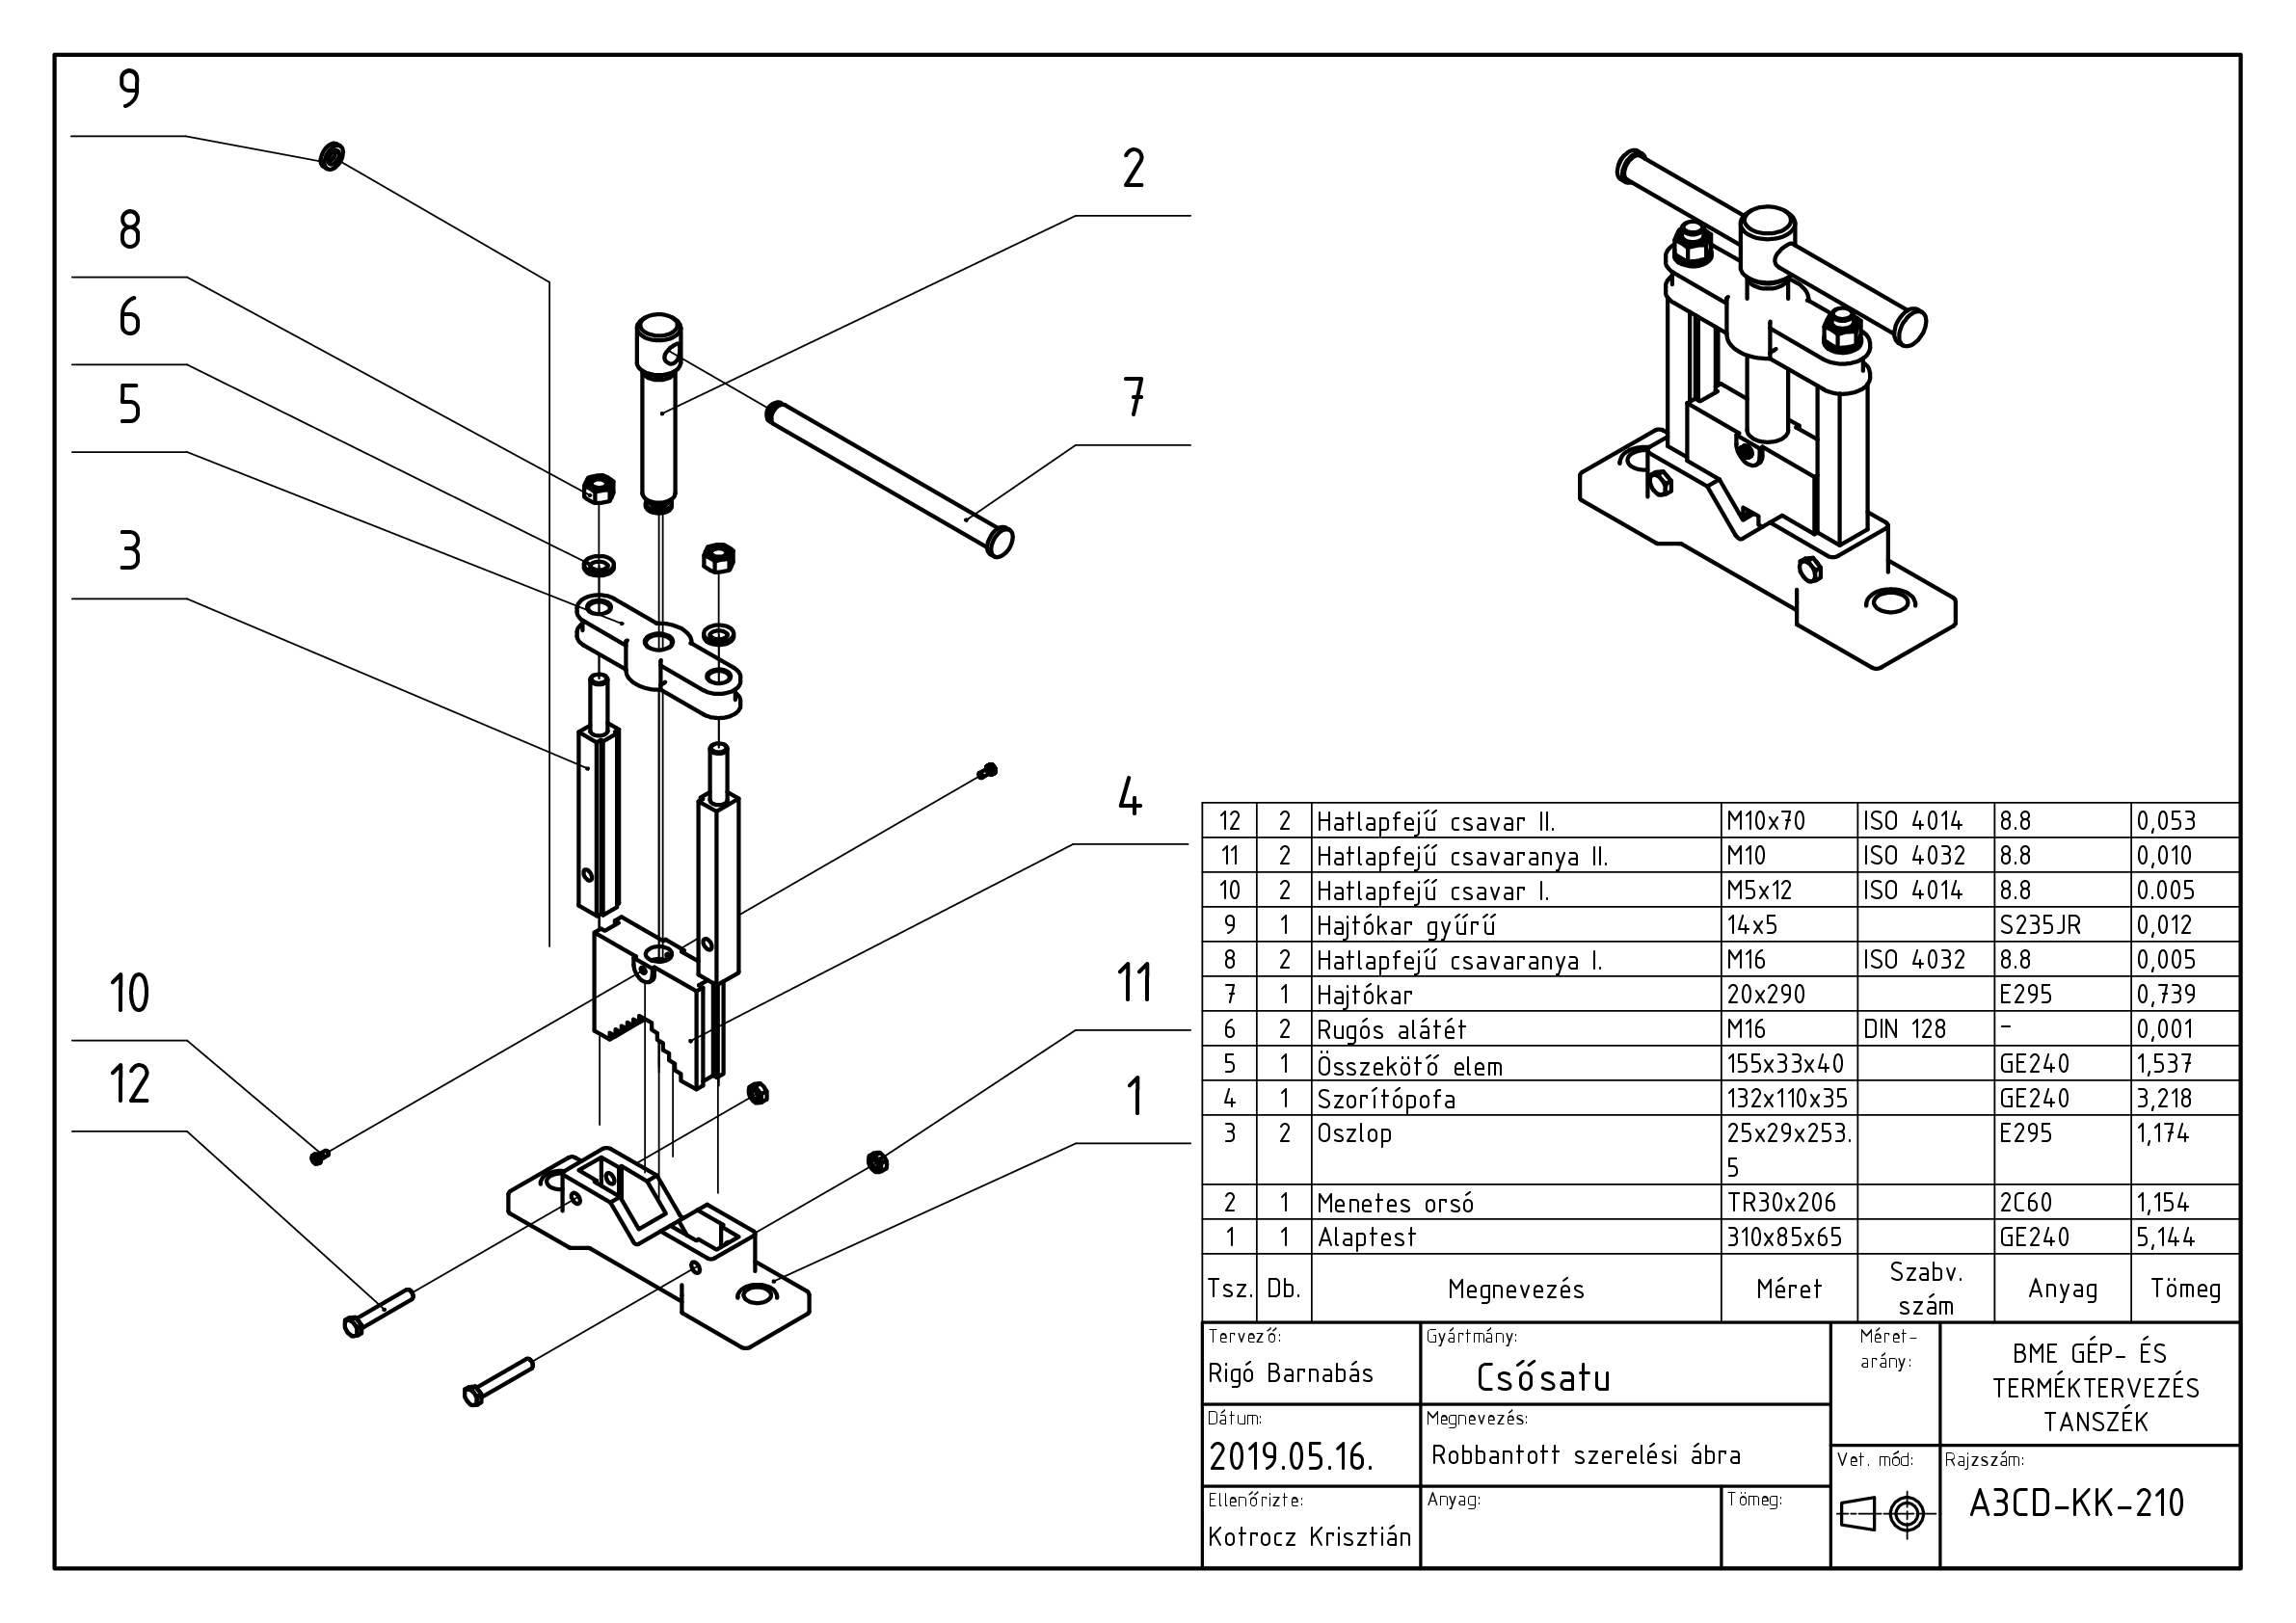 9
8
6
5
3
10
12
2
7
4
11
1
12 2 Hatlapfejű csavar II. M10x70 ISO 4014 8.8 0,053
11 2 Hatlapfejű csavaranya II. M10 ISO 4032 8.8 0,010
10 2 Hatlapfejű csavar I. M5x12 ISO 4014 8.8 0.005
9 1 Hajtókar gyűrű 14x5 S235JR 0,012
8 2 Hatlapfejű csavaranya I. M16 ISO 4032 8.8 0,005
7 1 Hajtókar 20x290 E295 0,739
6 2 Rugós alátét M16 DIN 128 - 0,001
5 1 Összekötő elem 155x33x40 GE240 1,537
4 1 Szorítópofa 132x110x35 GE240 3,218
3 2 Oszlop 25x29x253. E295 1,174
5
2 1 Menetes orsó TR30x206 2C60 1,154
1 1 Alaptest 310x85x65 GE240 5,144
Tsz. Db. Megnevezés Méret Szabv. Anyag Tömeg
szám
Tervező:
Rigó Barnabás
Gyártmány:
Csősatu
Méret-
arány:
BME GÉP- ÉS
TERMÉKTERVEZÉS
TANSZÉK
Dátum:
2019.05.16.
Megnevezés:
Robbantott szerelési ábra
Vet. mód:
Rajzszám:
A3CD-KK-210
Ellenőrizte:
Kotrocz Krisztián
Anyag:
Tömeg: